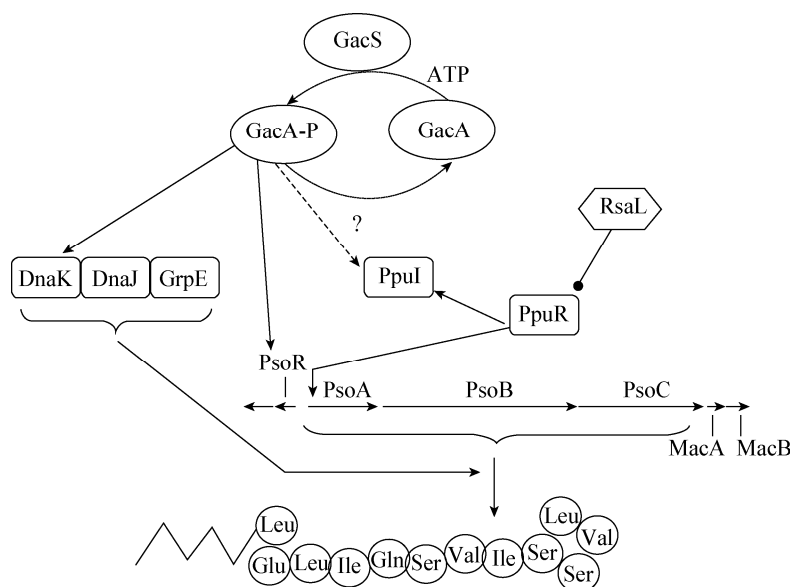 GacS
ATP
GacA-P
GacA
?
RsaL
DnaK DnaJ GrpE
PpuI
PpuR
PsoR
PsoA PsoB PsoC
MacA MacB
Leu
Glu Leu Ile Gln Ser Val Ile Ser Leu Val Ser